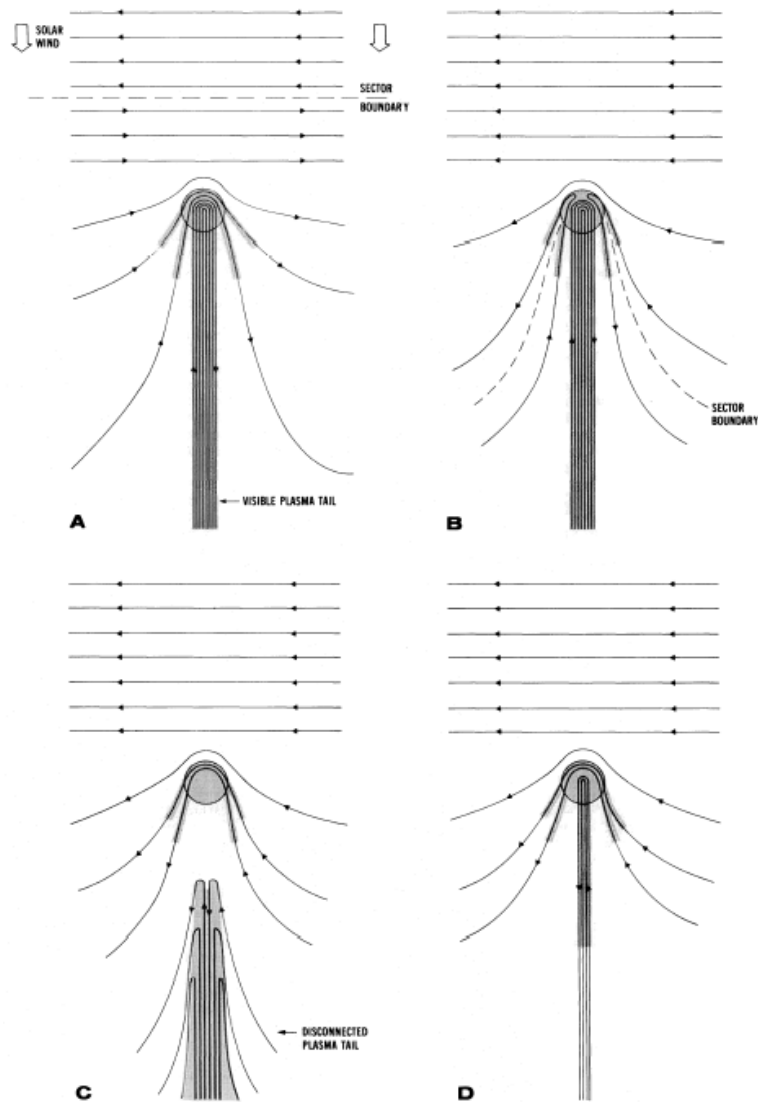 SOLAR
WIND
SECTOR
BOUNDARY
VISIBLE PLASMA TAIL
A
SECTOR
BOUNDARY
B
DISCONNECTED
PLASMA TAIL
C
D